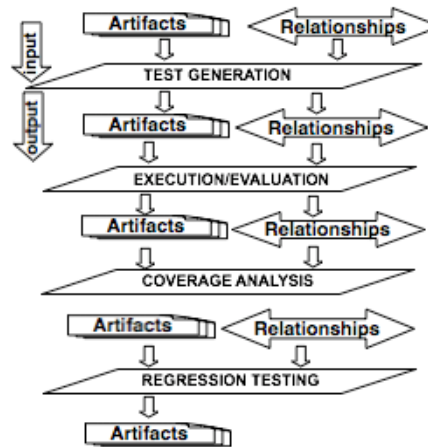 Artifacts Relationships
input
TEST GENERATION
output
Artifacts Relationships
EXECUTION/EVALUATION
Artifacts Relationships
COVERAGE ANALYSIS
Artifacts Relationships
REGRESSION TESTING
Artifacts